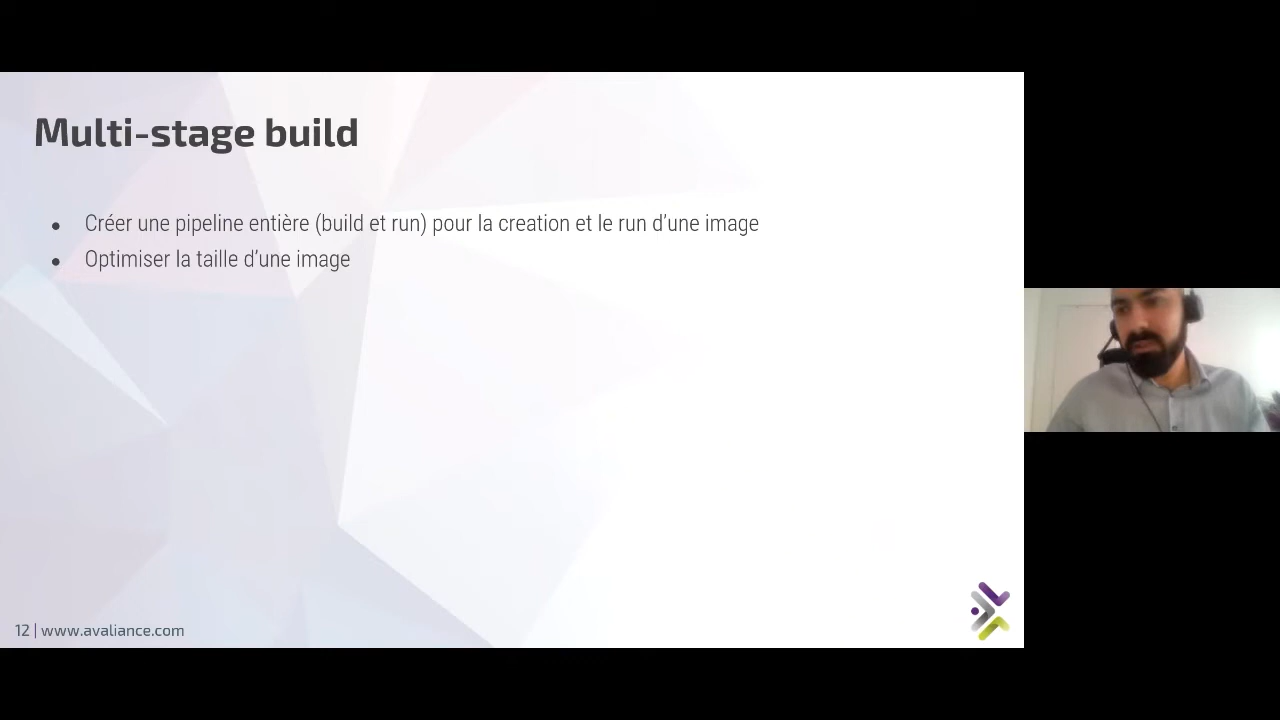 Multi-stage build
● Créer une pipeline entière (build et run) pour la creation et le run d'une image
● Optimiser la taille d'une image
12 | www.avaliance.com